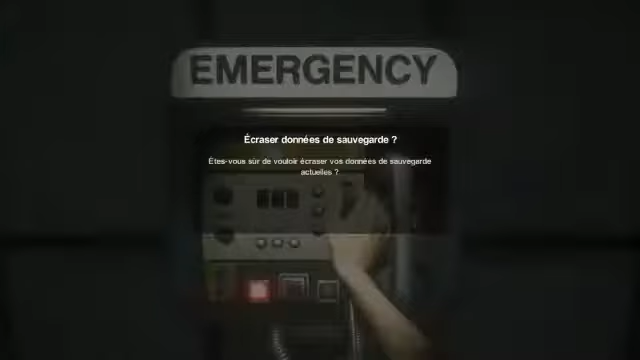 EMERGENCY
Écraser données de sauvegarde ?
Êtes-vous sûr de vouloir écraser vos données de sauvegarde
actuelles ?